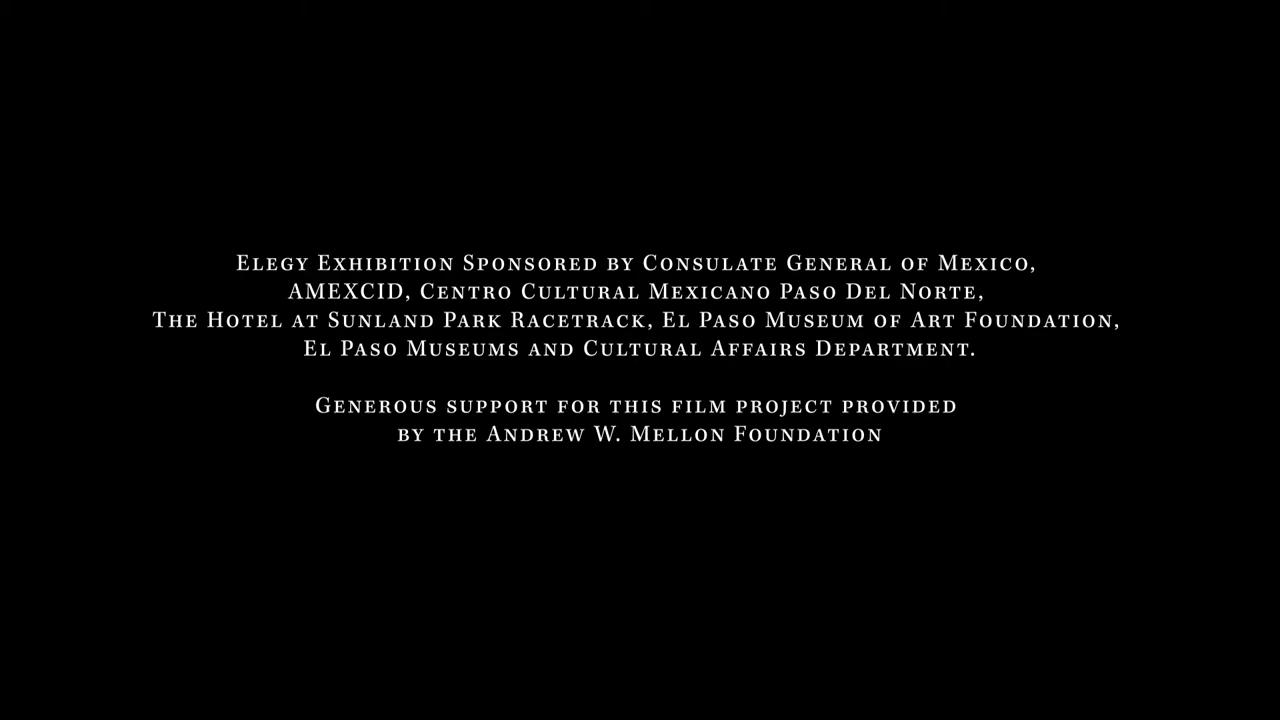 Elegy Exhibition Sponsored by Consulate General of Mexico,
AMEXCID, Centro Cultural Mexicano Paso Del Norte,
The Hotel at Sunland Park Racetrack, El Paso Museum of Art Foundation,
El Paso Museums and Cultural Affairs Department.
Generous support for this film project provided
by the Andrew W. Mellon Foundation